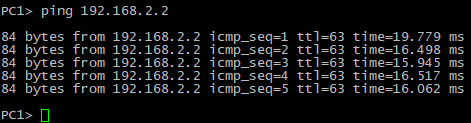 PC1> ping 192.168.2.2
84 bytes from 192.168.2.2 icmp_seq=1 ttl=63 time=19.779 ms
84 bytes from 192.168.2.2 icmp_seq=2 ttl=63 time=16.498 ms
84 bytes from 192.168.2.2 icmp_seq=3 ttl=63 time=15.945 ms
84 bytes from 192.168.2.2 icmp_seq=4 ttl=63 time=16.517 ms
84 bytes from 192.168.2.2 icmp_seq=5 ttl=63 time=16.062 ms
PC1>